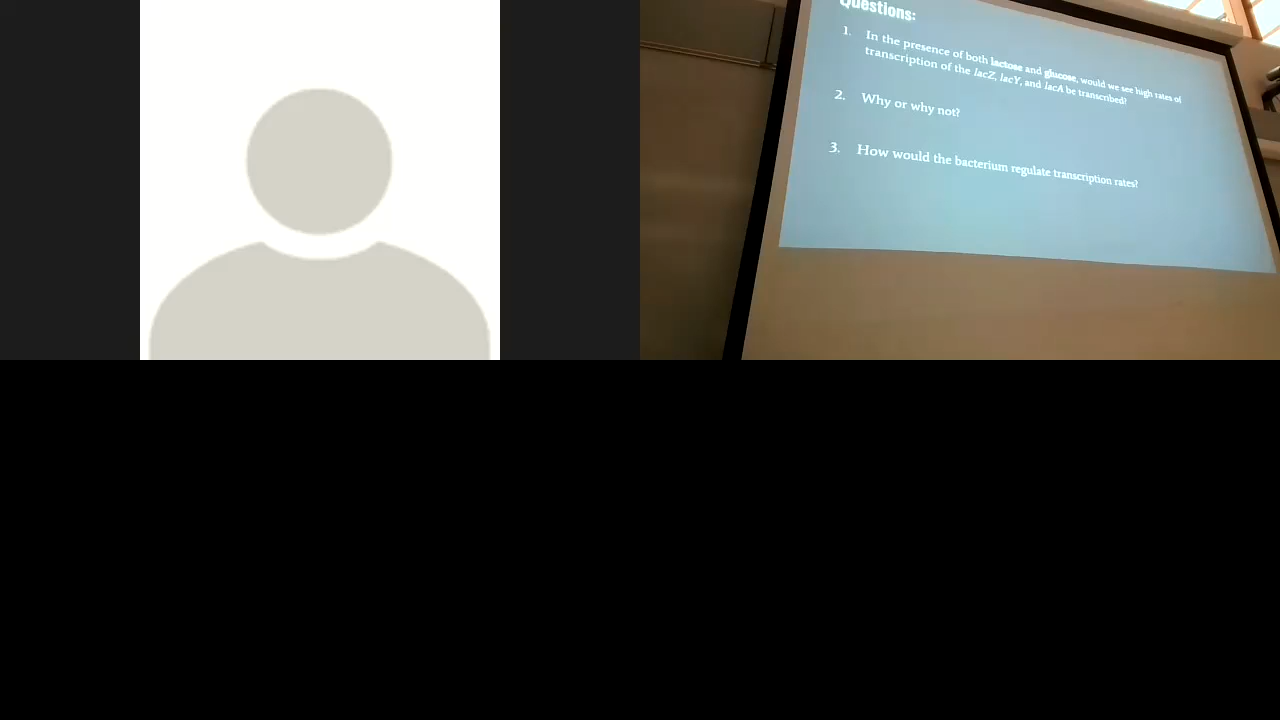 Questions:
1. In the presence of both lactose and glucose, would we see high rates of
transcription of the lacZ, lacY, and lacA be transcribed?
2. Why or why not?
3. How would the bacterium regulate transcription rates?